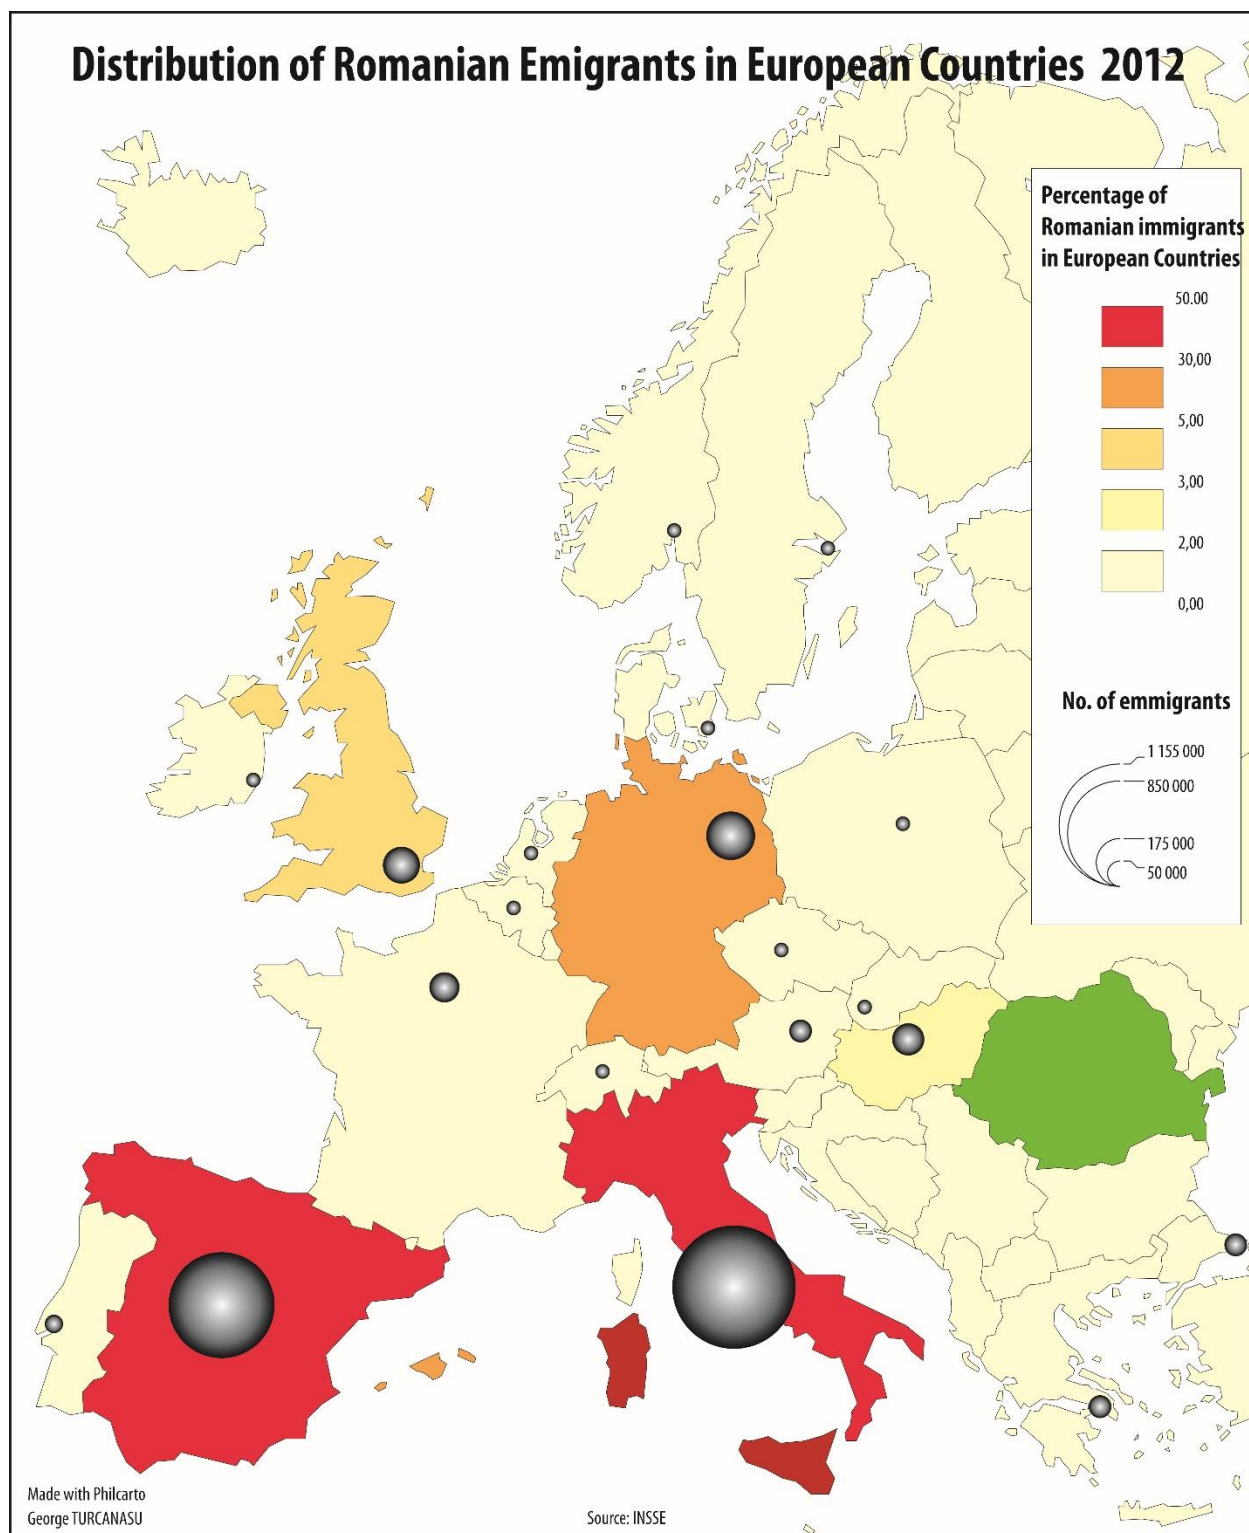 Distribution of Romanian Emigrants in European Countries 2012
Percentage of
Romanian immigrants
in European Countries
50.00
30,00
5,00
3,00
2,00
0,00
No. of emmigrants
1 155 000
850 000
175 000
50 000
Made with Philcarto
George TURCANASU
Source: INSSE